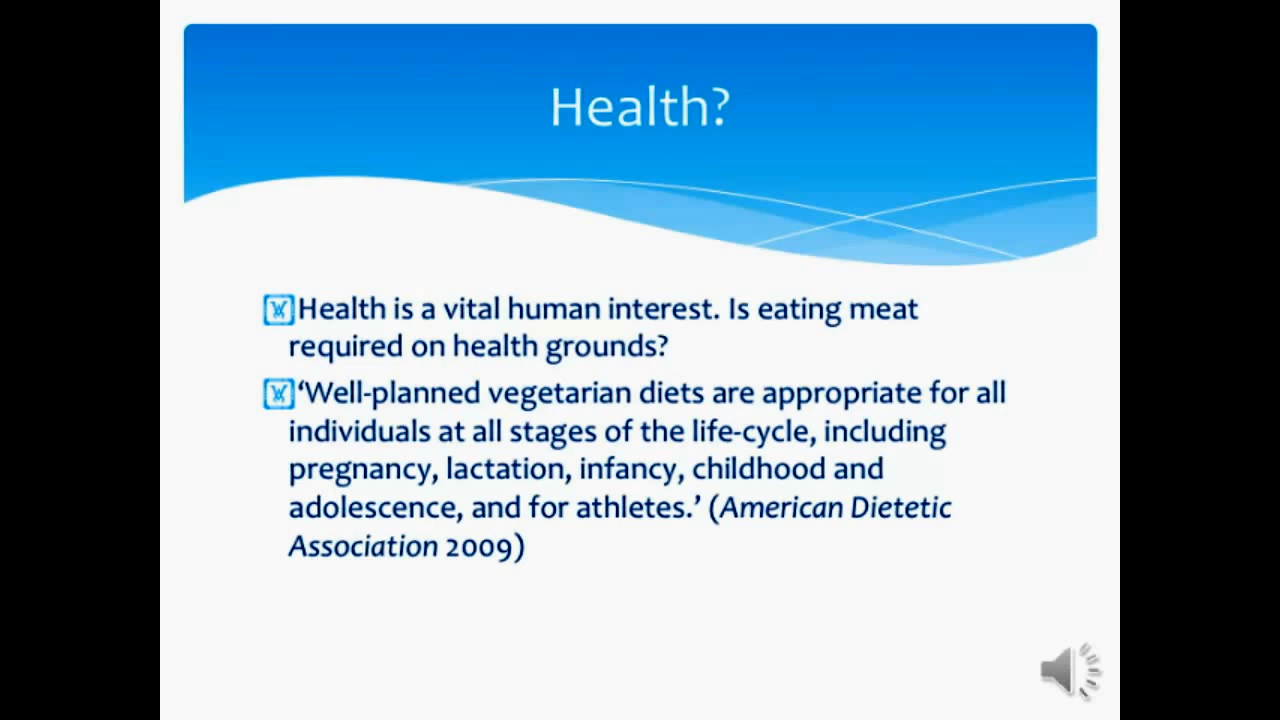 Health?
Health is a vital human interest. Is eating meat
required on health grounds?
‘Well-planned vegetarian diets are appropriate for all
individuals at all stages of the life-cycle, including
pregnancy, lactation, infancy, childhood and
adolescence, and for athletes.’ (American Dietetic
Association 2009)